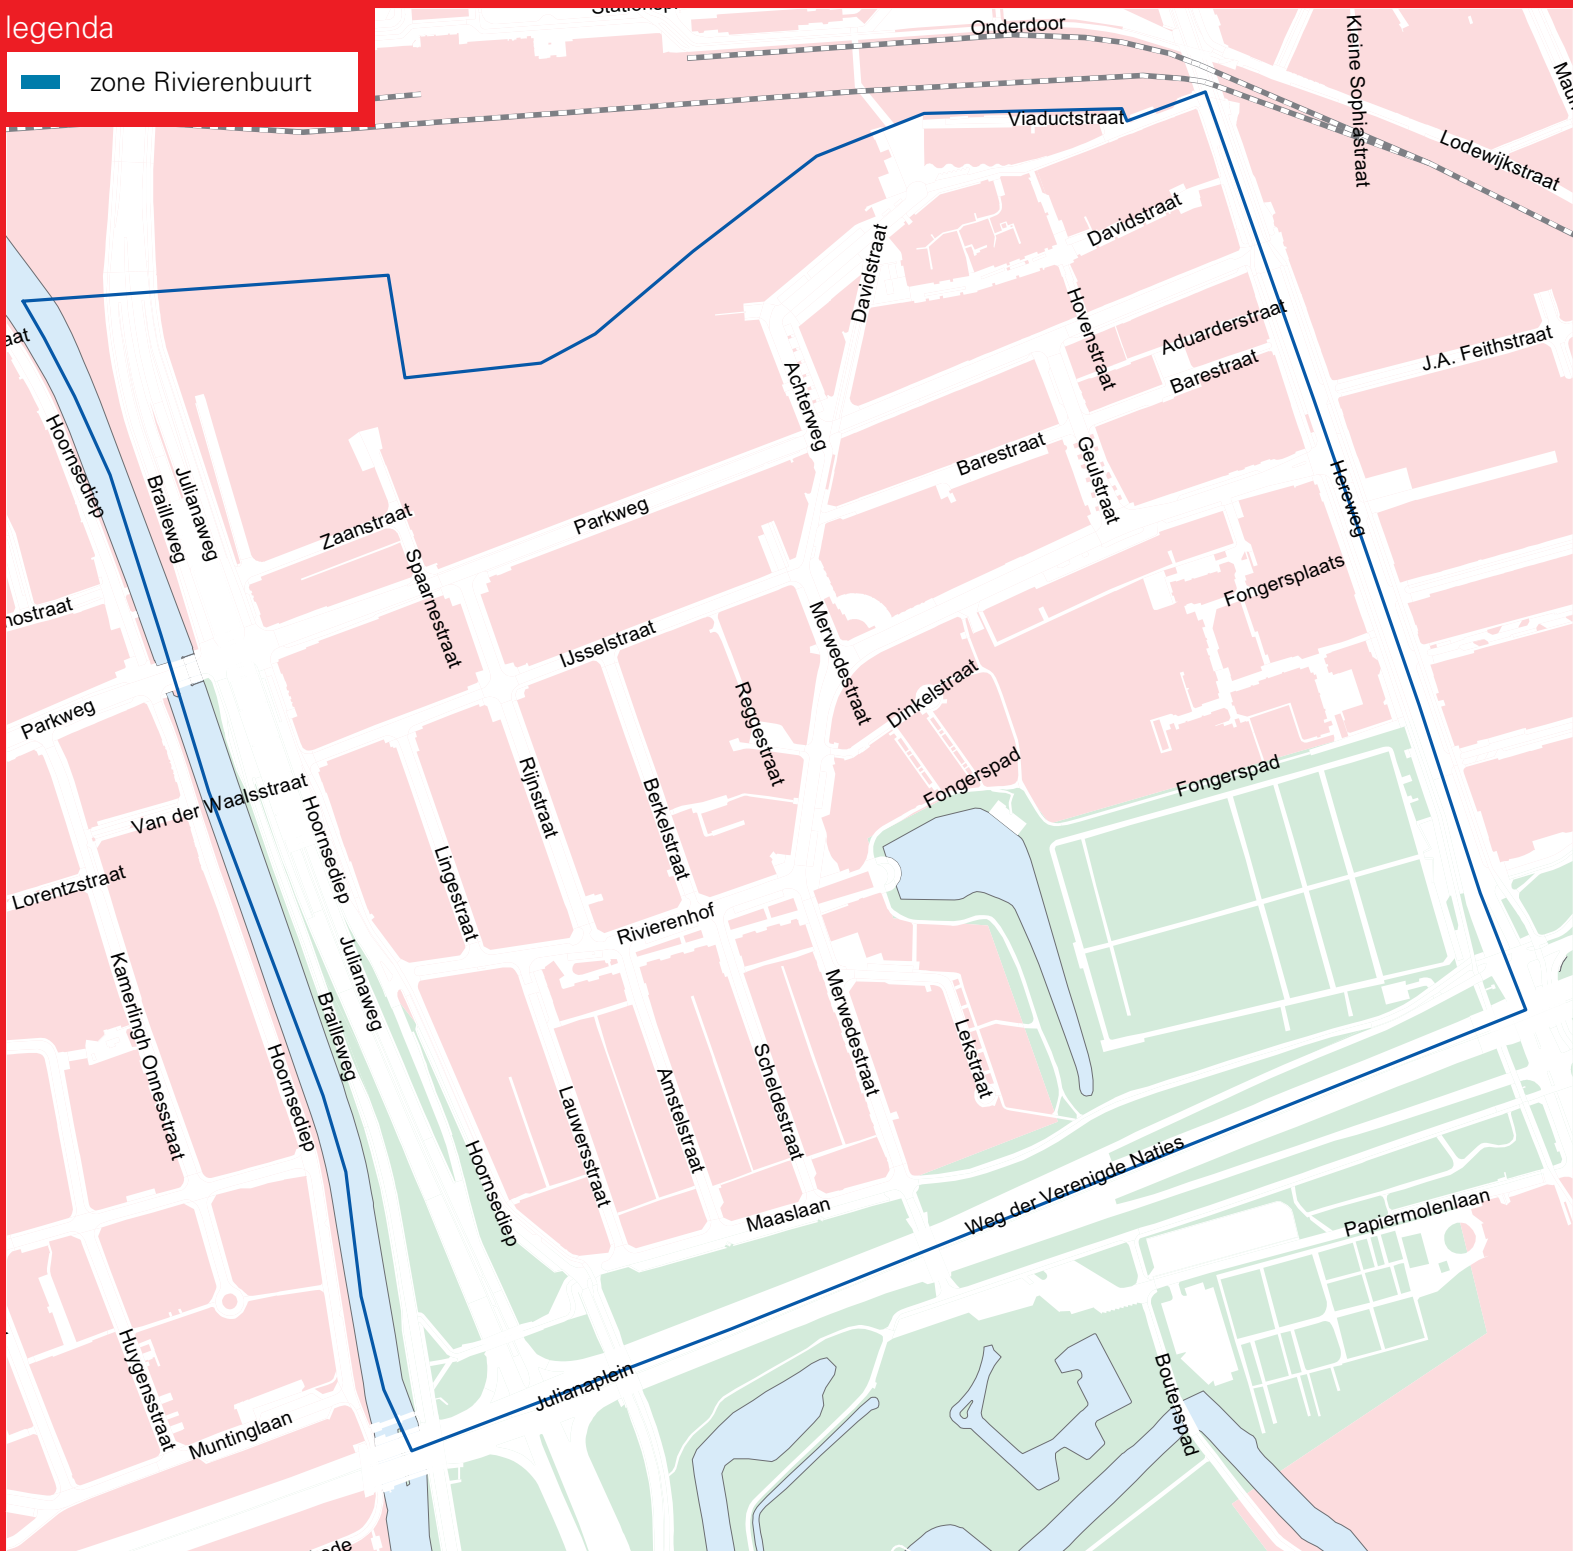 legenda
zone Rivierenbuurt
Onderdoor
Kleine Sophiastraat
Lodewijkstraat
Viaductstraat
Davidstraat
Davidstraat
Hovenstraat
Aduarderstraat
Barestraat
J.A. Feithstraat
Achterweg
Barestraat
Geulstraat
Hereweg
Hoornsediep
Brailleweg
Julianaweg
Zaanstraat
Parkweg
Spaarnestraat
IJsselstraat
Merwedestraat
Fongersplaats
Dinkelstraat
Reggestraat
Parkweg
Fongerspad
Fongerspad
Van der Waalsstraat
Hoornsediep
Rijnstraat
Berkelstraat
Lingestraat
Lorentzstraat
Rivierenhof
Kamerlingh Onnesstraat
Julianaweg
Brailleweg
Hoornsediep
Merwedestraat
Lekstraat
Scheldestraat
Amstelstraat
Lauwersstraat
Hoornsediep
Maaslaan
Weg der Verenigde Naties
Papiermolenlaan
Huygensstraat
Muntinglaan
Julianaplein
Boutenspad